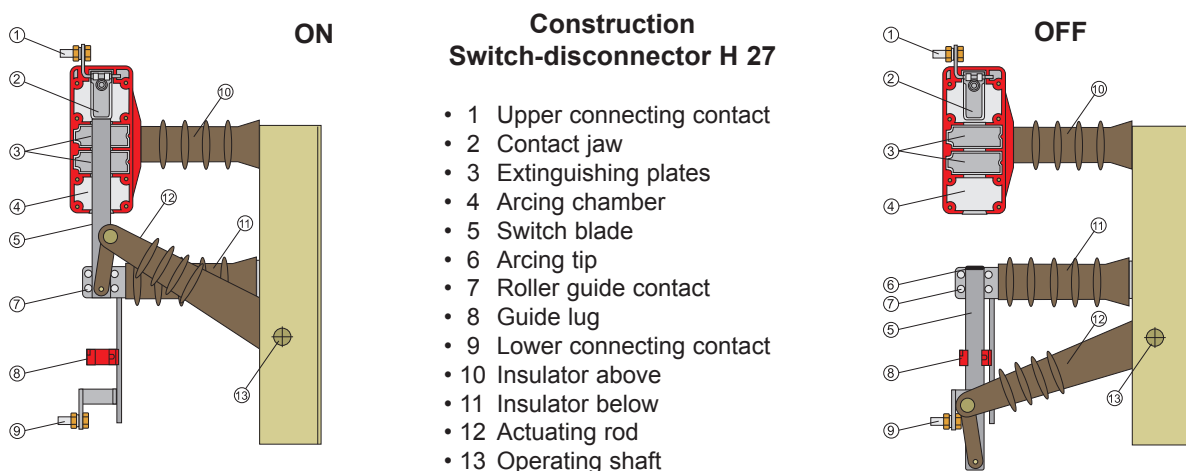 ON
①
②
③
④
⑤
⑦
⑧
⑨
⑩
⑫
⑪
⑬
Construction
Switch-disconnector H 27
• 1 Upper connecting contact
• 2 Contact jaw
• 3 Extinguishing plates
• 4 Arcing chamber
• 5 Switch blade
• 6 Arcing tip
• 7 Roller guide contact
• 8 Guide lug
• 9 Lower connecting contact
• 10 Insulator above
• 11 Insulator below
• 12 Actuating rod
• 13 Operating shaft
OFF
①
②
③
④
⑥
⑦
⑤
⑧
⑨
⑩
⑪
⑫
⑬